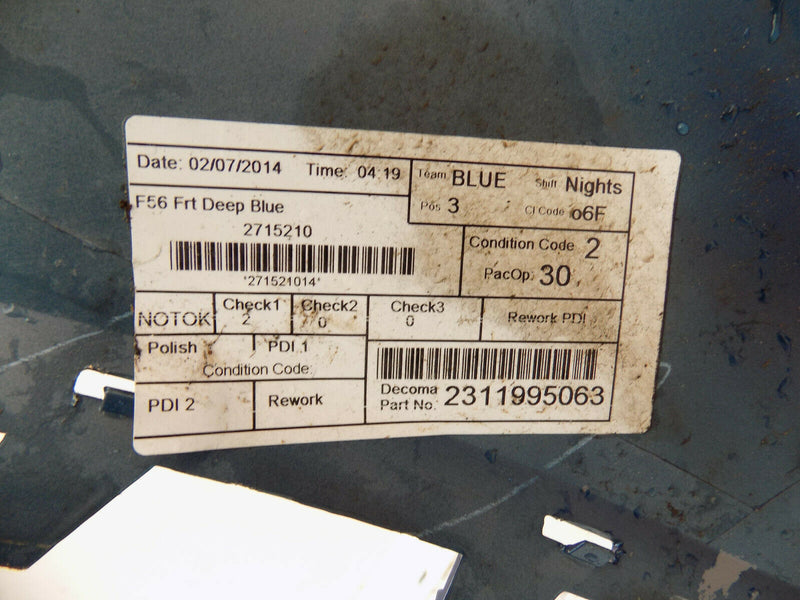 Date: 02/07/2014 Time: 04:19 Team BLUE Shift Nights
Pos 3 Cl Code o6F
F56 Frt Deep Blue
2715210
Condition Code 2
*271521014*
PacOp: 30
NOTOK Check1 Check2 Check3 Rework PDI
2 0 0
Polish PDI 1
Condition Code:
PDI 2 Rework
Decoma
Part No. 2311995063